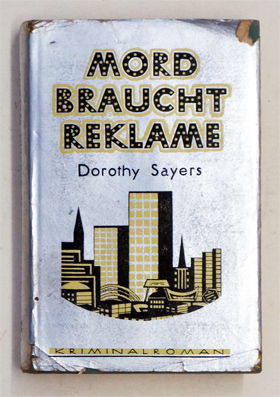 MORD
BRAUCHT
REKLAME
Dorothy Sayers
KRIMINALROMAN